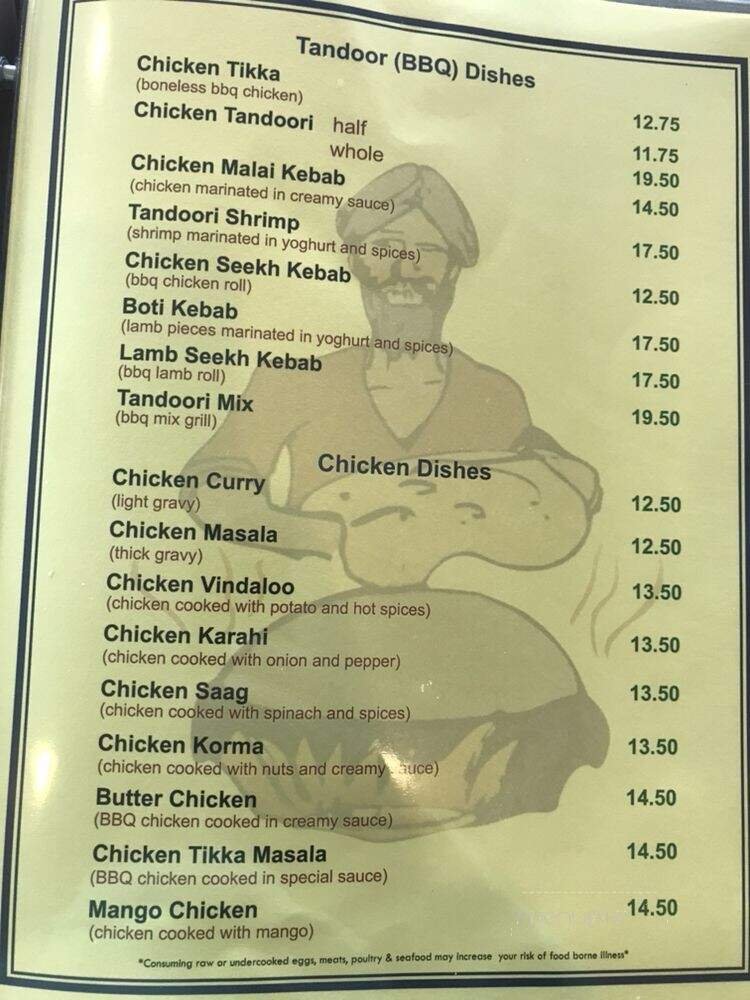 Tandoor (BBQ) Dishes
Chicken Tikka 12.75
(boneless bbq chicken)
Chicken Tandoori half 11.75
whole 19.50
Chicken Malai Kebab 14.50
(chicken marinated in creamy sauce)
Tandoori Shrimp 17.50
(shrimp marinated in yoghurt and spices)
Chicken Seekh Kebab 12.50
(bbq chicken roll)
Boti Kebab 17.50
(lamb pieces marinated in yoghurt and spices)
Lamb Seekh Kebab 17.50
(bbq lamb roll)
Tandoori Mix 19.50
(bbq mix grill)
Chicken Dishes
Chicken Curry 12.50
(light gravy)
Chicken Masala 12.50
(thick gravy)
Chicken Vindaloo 13.50
(chicken cooked with potato and hot spices)
Chicken Karahi 13.50
(chicken cooked with onion and pepper)
Chicken Saag 13.50
(chicken cooked with spinach and spices)
Chicken Korma 13.50
(chicken cooked with nuts and creamy sauce)
Butter Chicken 14.50
(BBQ chicken cooked in creamy sauce)
Chicken Tikka Masala 14.50
(BBQ chicken cooked in special sauce)
Mango Chicken 14.50
(chicken cooked with mango)
*Consuming raw or undercooked eggs, meats, poultry & seafood may increase your risk of food borne illness*